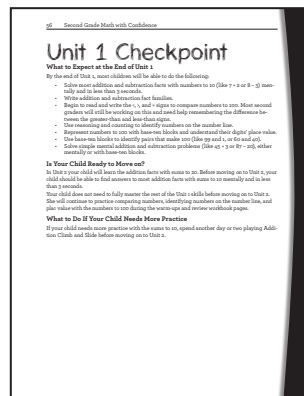 56 Second Grade Math with Confidence
Unit 1 Checkpoint
What to Expect at the End of Unit 1
By the end of Unit 1, most children will be able to do the following:
• Solve most addition and subtraction facts with numbers to 10 (like 7 + 2 or 8 − 3) men-
tally and in less than 3 seconds.
• Write addition and subtraction fact families.
• Begin to read and write the <, >, and = signs to compare numbers to 100. Most second
graders will still be working on this and need help remembering the difference be-
tween the greater-than and less-than signs.
• Use reasoning and counting to identify numbers on the number line.
• Represent numbers to 100 with base-ten blocks and understand their digits' place value.
• Use base-ten blocks to identify pairs that make 100 (like 99 and 1, or 60 and 40).
• Solve simple mental addition and subtraction problems (like 45 + 3 or 87 − 20), either
mentally or with base-ten blocks.
Is Your Child Ready to Move on?
In Unit 2 your child will learn the addition facts with sums to 20. Before moving on to Unit 2, your
child should be able to find answers to most addition facts with sums to 10 mentally and in less
than 3 seconds.
Your child does not need to fully master the rest of the Unit 1 skills before moving on to Unit 2.
She will continue to practice comparing numbers, identifying numbers on the number line, and
plac value with the numbers to 100 during the warm-ups and review workbook pages.
What to Do If Your Child Needs More Practice
If your child needs more practice with the sums to 10, spend another day or two playing Addi-
tion Climb and Slide before moving on to Unit 2.